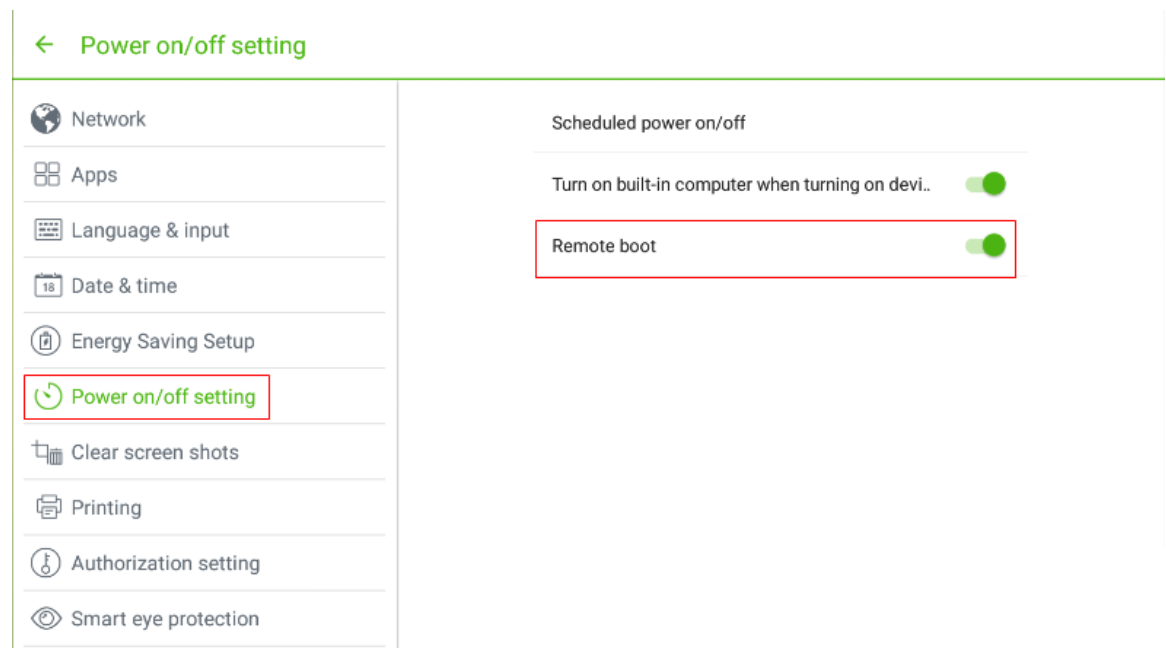 Power on/off setting
Network
Apps
Language & input
18
Date & time
Energy Saving Setup
Power on/off setting
Clear screen shots
Printing
Authorization setting
Smart eye protection
Scheduled power on/off
Turn on built-in computer when turning on devi..
Remote boot